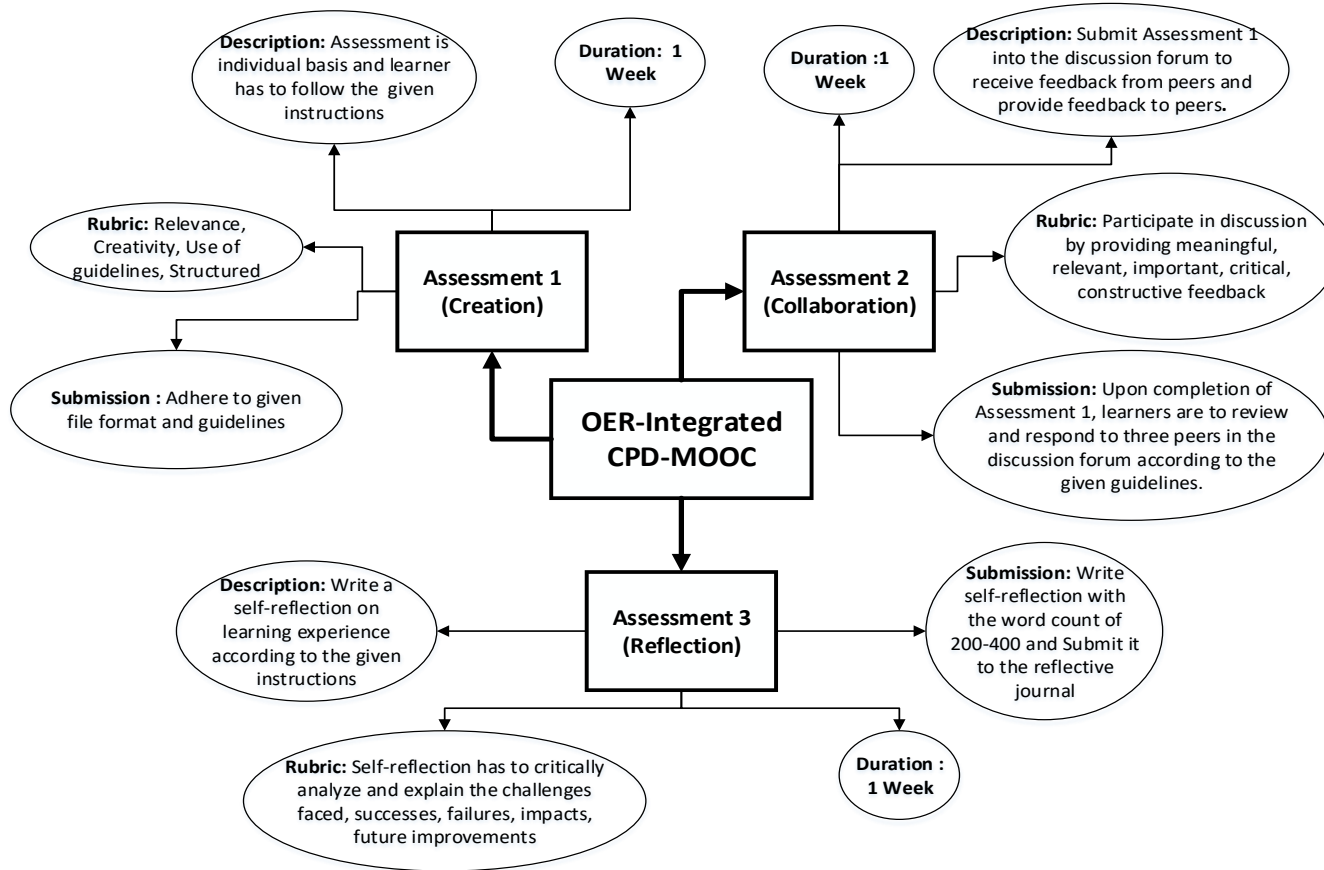 Description: Assessment is
individual basis and learner
has to follow the given
instructions
Duration: 1
Week
Duration :1
Week
Description: Submit Assessment 1
into the discussion forum to
receive feedback from peers and
provide feedback to peers.
Rubric: Relevance,
Creativity, Use of
guidelines, Structured
Assessment 1
(Creation)
Assessment 2
(Collaboration)
Rubric: Participate in discussion
by providing meaningful,
relevant, important, critical,
constructive feedback
Submission : Adhere to given
file format and guidelines
OER-Integrated
CPD-MOOC
Submission: Upon completion of
Assessment 1, learners are to review
and respond to three peers in the
discussion forum according to the
given guidelines.
Description: Write a
self-reflection on
learning experience
according to the given
instructions
Assessment 3
(Reflection)
Submission: Write
self-reflection with
the word count of
200-400 and Submit it
to the reflective
journal
Rubric: Self-reflection has to critically
analyze and explain the challenges
faced, successes, failures, impacts,
future improvements
Duration :
1 Week